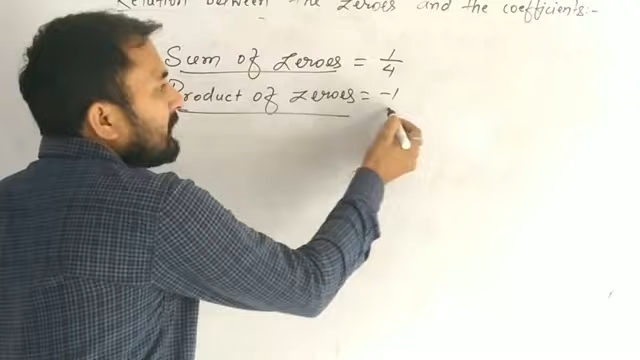 Relation between the zeroes and the coefficients:-
Sum of zeroes = 1/4
Product of zeroes = -1